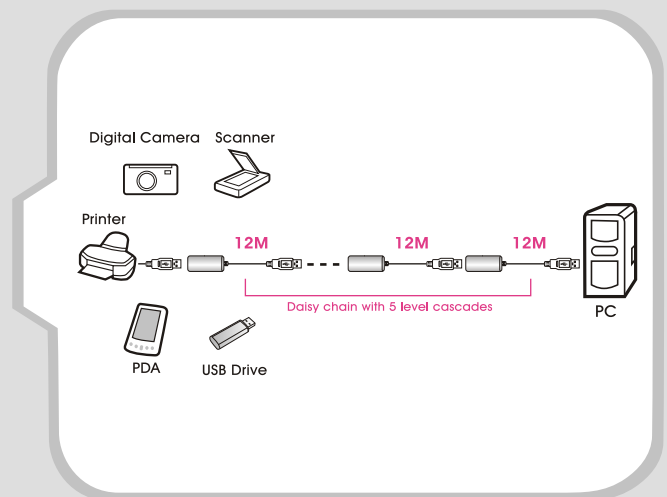 Digital Camera
Scanner
Printer
12M
12M
12M
Daisy chain with 5 level cascades
PC
PDA
USB Drive